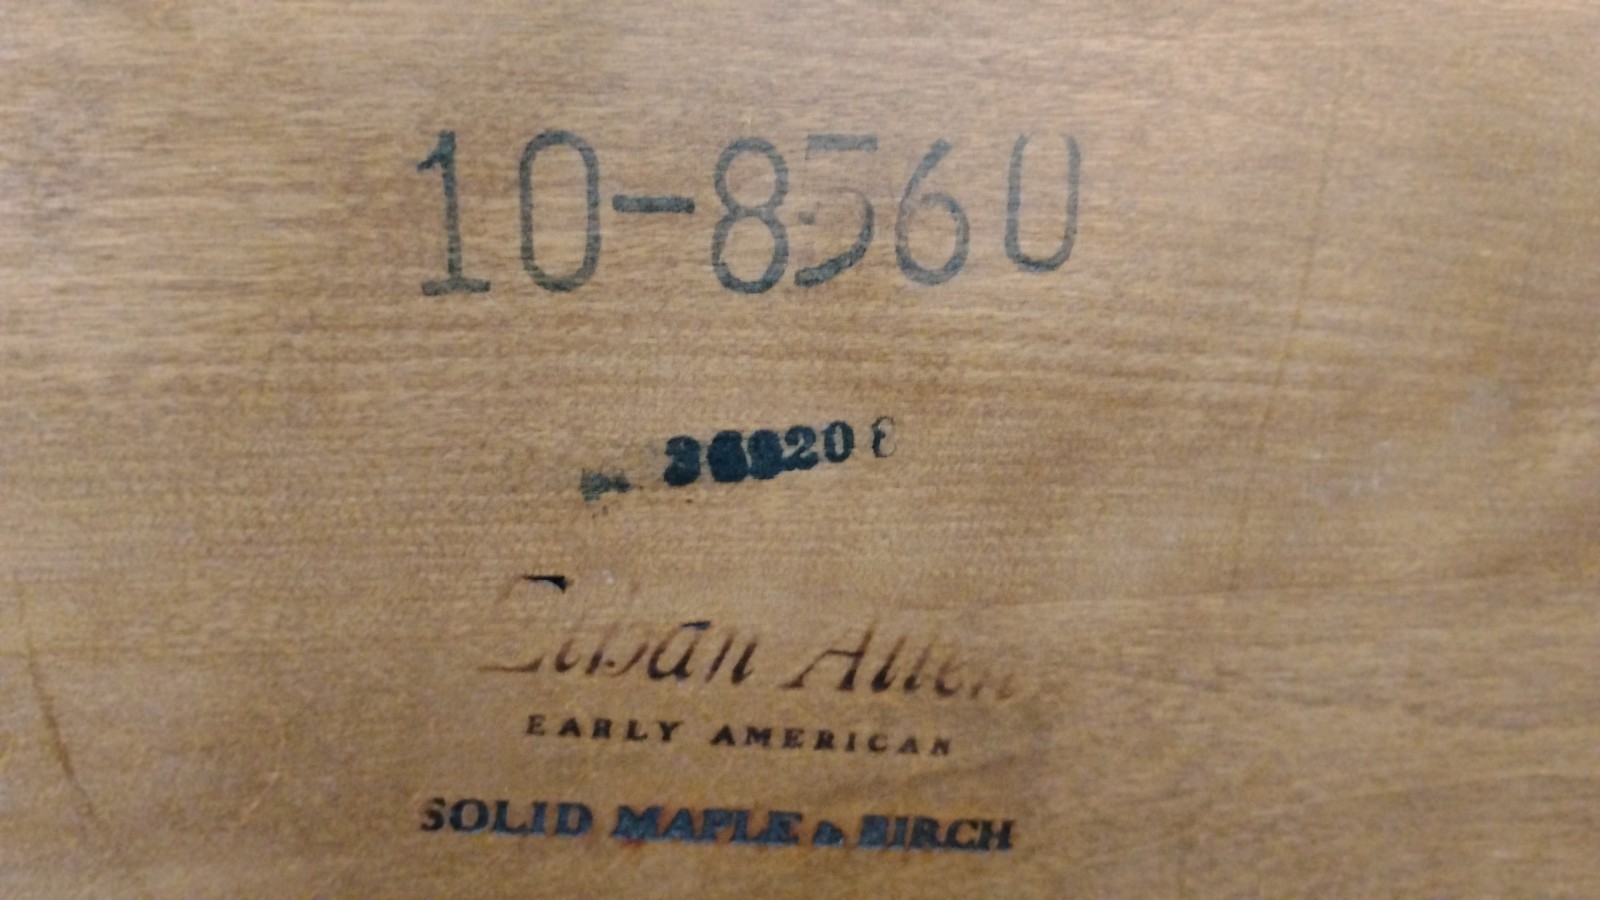 10-8560
Ethan Allen
EARLY AMERICAN
SOLID MAPLE & BIRCH